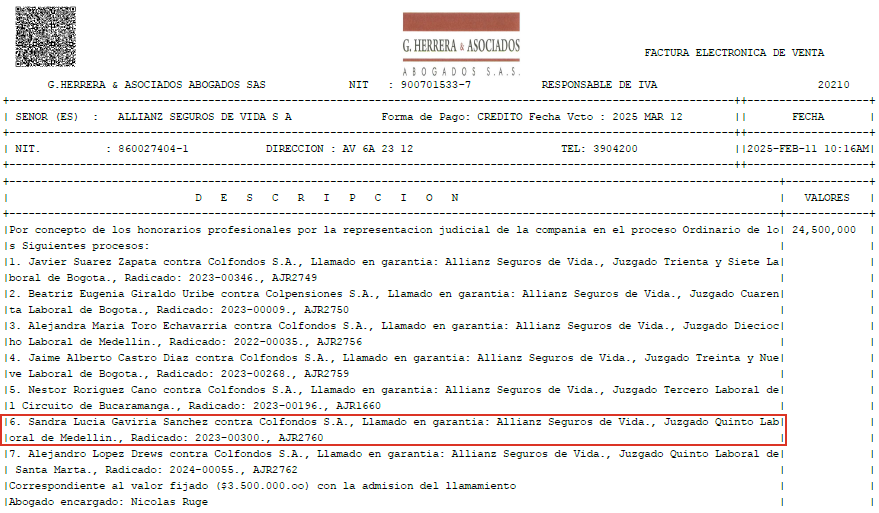 G. HERRERA & ASOCIADOS
ABOGADOS S.A.S.
FACTURA ELECTRONICA DE VENTA
G.HERRERA & ASOCIADOS ABOGADOS SAS NIT : 900701533-7 RESPONSABLE DE IVA 20210
SENOR (ES) : ALLIANZ SEGUROS DE VIDA S A Forma de Pago: CREDITO Fecha Vcto : 2025 MAR 12 FECHA
NIT. : 860027404-1 DIRECCION : AV 6A 23 12 TEL: 3904200 2025-FEB-11 10:16AM
D E S C R I P C I O N VALORES
Por concepto de los honorarios profesionales por la representacion judicial de la compania en el proceso Ordinario de lo 24,500,000
s Siguientes procesos:
1. Javier Suarez Zapata contra Colfondos S.A., Llamado en garantia: Allianz Seguros de Vida., Juzgado Trienta y Siete La
boral de Bogota., Radicado: 2023-00346., AJR2749
2. Beatriz Eugenia Giraldo Uribe contra Colpensiones S.A., Llamado en garantia: Allianz Seguros de Vida., Juzgado Cuaren
ta Laboral de Bogota., Radicado: 2023-00009., AJR2750
3. Alejandra Maria Toro Echavarria contra Colfondos S.A., Llamado en garantia: Allianz Seguros de Vida., Juzgado Diecioc
ho Laboral de Medellin., Radicado: 2022-00035., AJR2756
4. Jaime Alberto Castro Diaz contra Colfondos S.A., Llamado en garantia: Allianz Seguros de Vida., Juzgado Treinta y Nue
ve Laboral de Bogota., Radicado: 2023-00268., AJR2759
5. Nestor Roriguez Cano contra Colfondos S.A., Llamado en garantia: Allianz Seguros de Vida., Juzgado Tercero Laboral de
l Circuito de Bucaramanga., Radicado: 2023-00196., AJR1660
6. Sandra Lucia Gaviria Sanchez contra Colfondos S.A., Llamado en garantia: Allianz Seguros de Vida., Juzgado Quinto Lab
oral de Medellin., Radicado: 2023-00300., AJR2760
7. Alejandro Lopez Drews contra Colfondos S.A., Llamado en garantia: Allianz Seguros de Vida., Juzgado Quinto Laboral de
Santa Marta., Radicado: 2024-00055., AJR2762
Correspondiente al valor fijado ($3.500.000.oo) con la admision del llamamiento
Abogado encargado: Nicolas Ruge